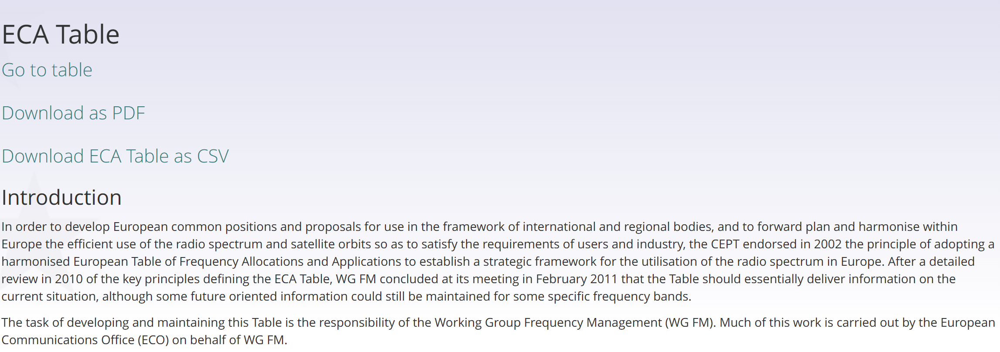 ECA Table
Go to table
Download as PDF
Download ECA Table as CSV
Introduction
In order to develop European common positions and proposals for use in the framework of international and regional bodies, and to forward plan and harmonise within
Europe the efficient use of the radio spectrum and satellite orbits so as to satisfy the requirements of users and industry, the CEPT endorsed in 2002 the principle of adopting a
harmonised European Table of Frequency Allocations and Applications to establish a strategic framework for the utilisation of the radio spectrum in Europe. After a detailed
review in 2010 of the key principles defining the ECA Table, WG FM concluded at its meeting in February 2011 that the Table should essentially deliver information on the
current situation, although some future oriented information could still be maintained for some specific frequency bands.
The task of developing and maintaining this Table is the responsibility of the Working Group Frequency Management (WG FM). Much of this work is carried out by the European
Communications Office (ECO) on behalf of WG FM.